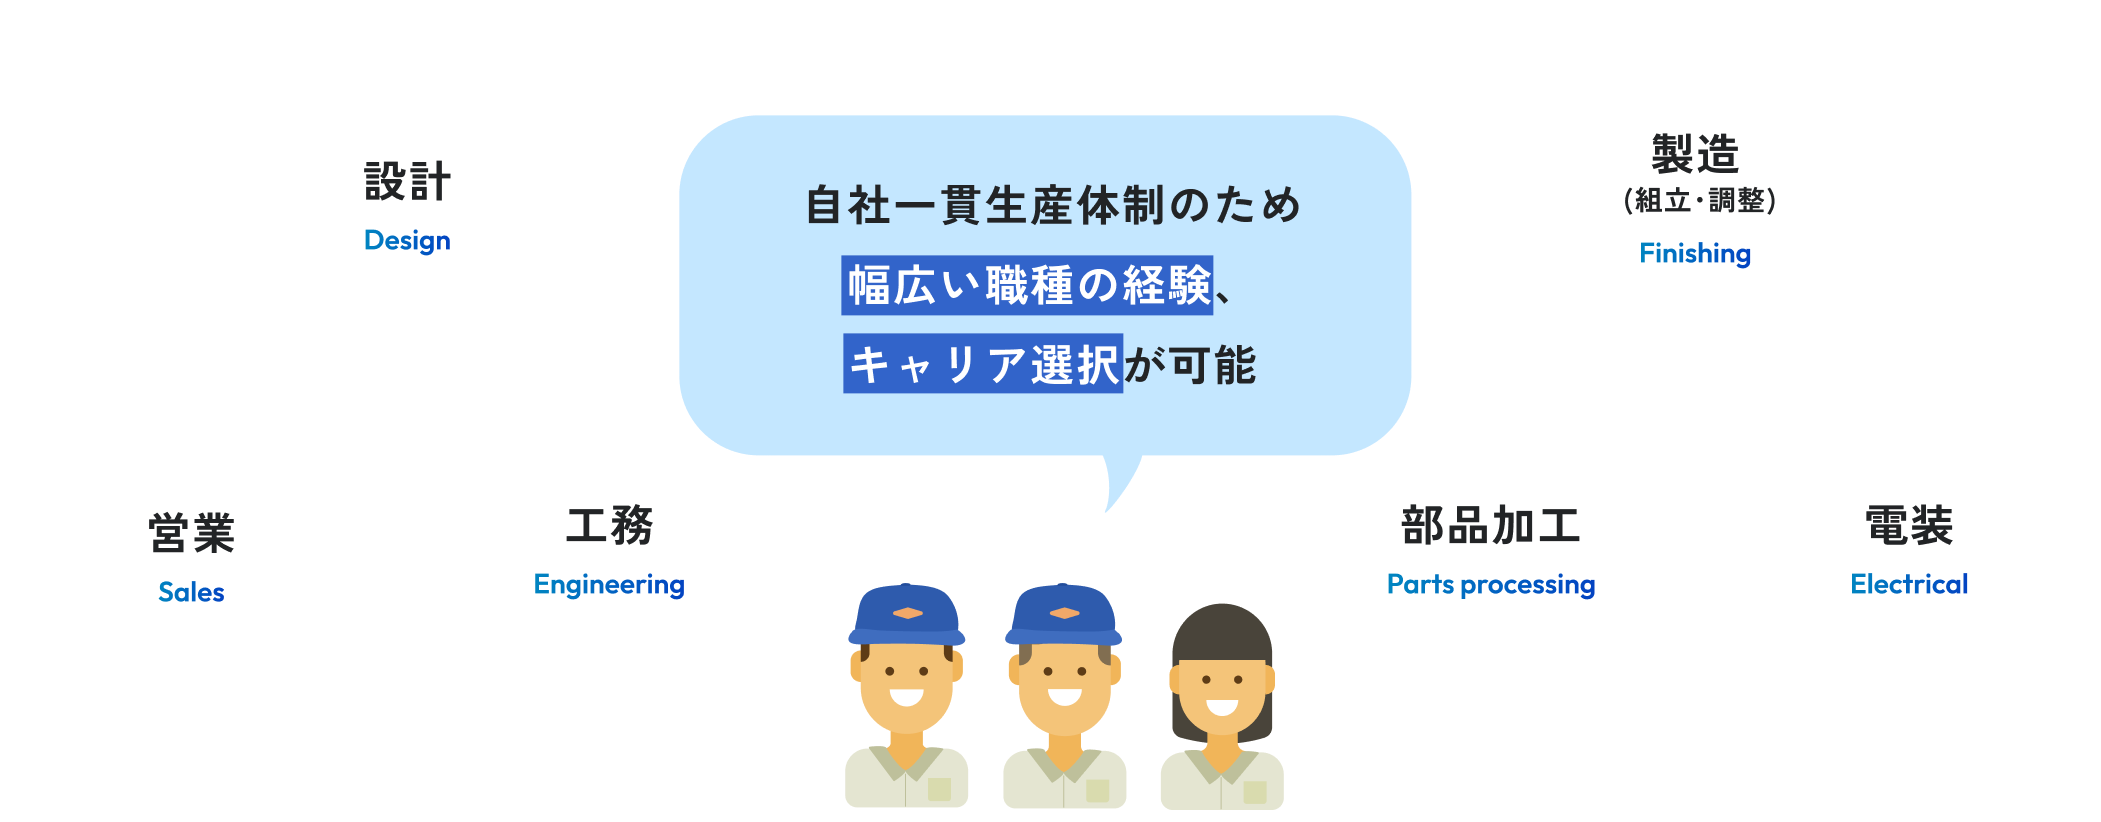 設計
Design
自社一貫生産体制のため
幅広い職種の経験、
キャリア選択が可能
製造
(組立・調整)
Finishing
営業
Sales
工務
Engineering
部品加工
Parts processing
電装
Electrical